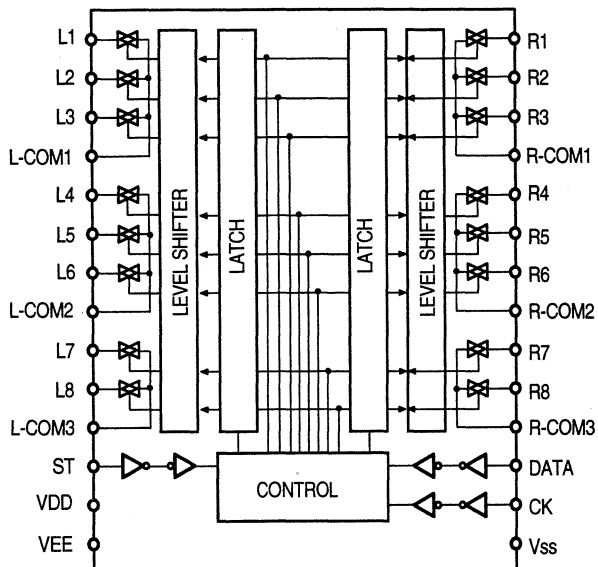 L1
L2
L3
L-COM1
L4
L5
L6
L-COM2
L7
L8
L-COM3
ST
VDD
VEE
LEVEL SHIFTER
LATCH
LATCH
LEVEL SHIFTER
CONTROL
R1
R2
R3
R-COM1
R4
R5
R6
R-COM2
R7
R8
R-COM3
DATA
CK
Vss